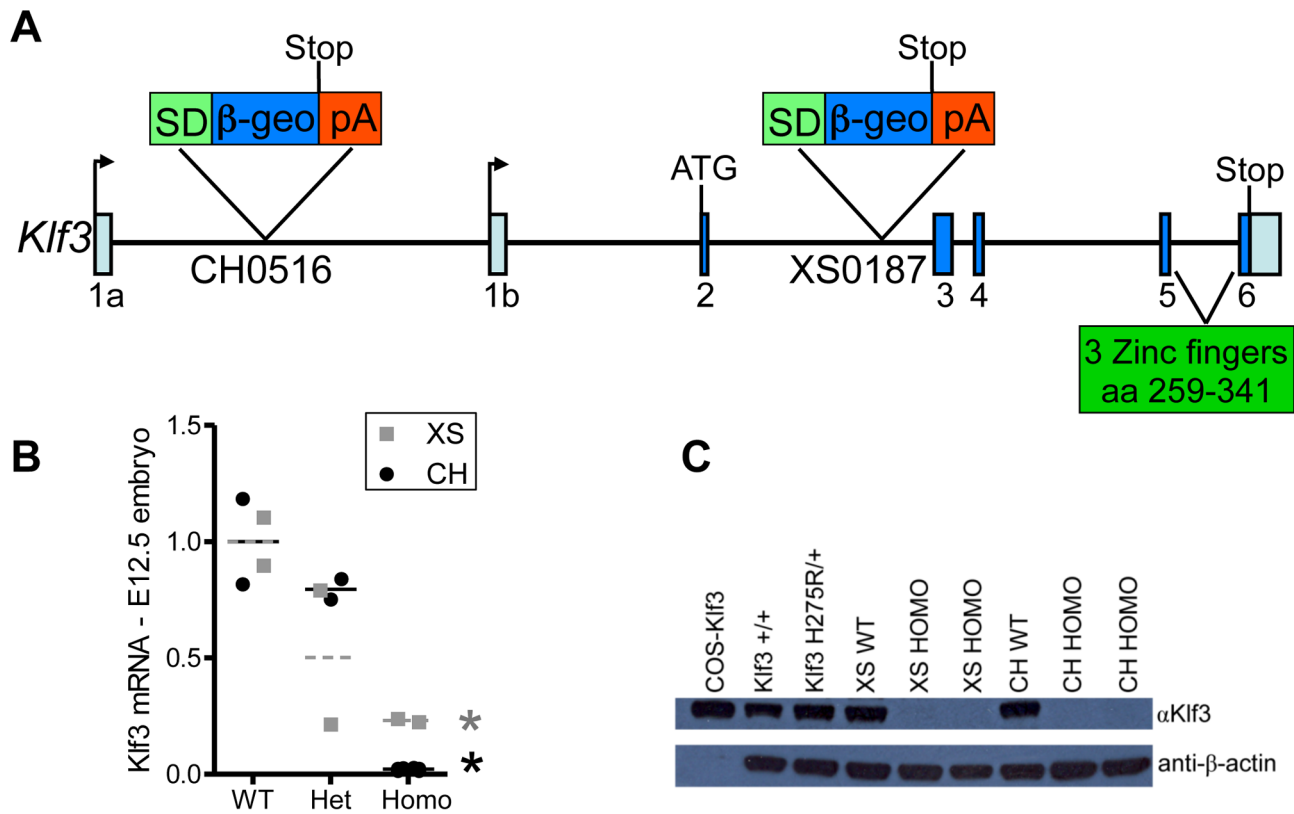 A
Stop
SD β-geo pA
Stop
SD β-geo pA
ATG
Stop
Klf3
CH0516
XS0187
1a
1b
2
3
4
5
6
3 Zinc fingers
aa 259-341
B
Klf3 mRNA - E12.5 embryo
1.5
1.0
0.5
0.0
XS
CH
*
*
WT
Het
Homo
C
COS-Klf3
Klf3 +/+
Klf3 H275R/+
XS WT
XS HOMO
XS HOMO
CH WT
CH HOMO
CH HOMO
αKlf3
anti-β-actin